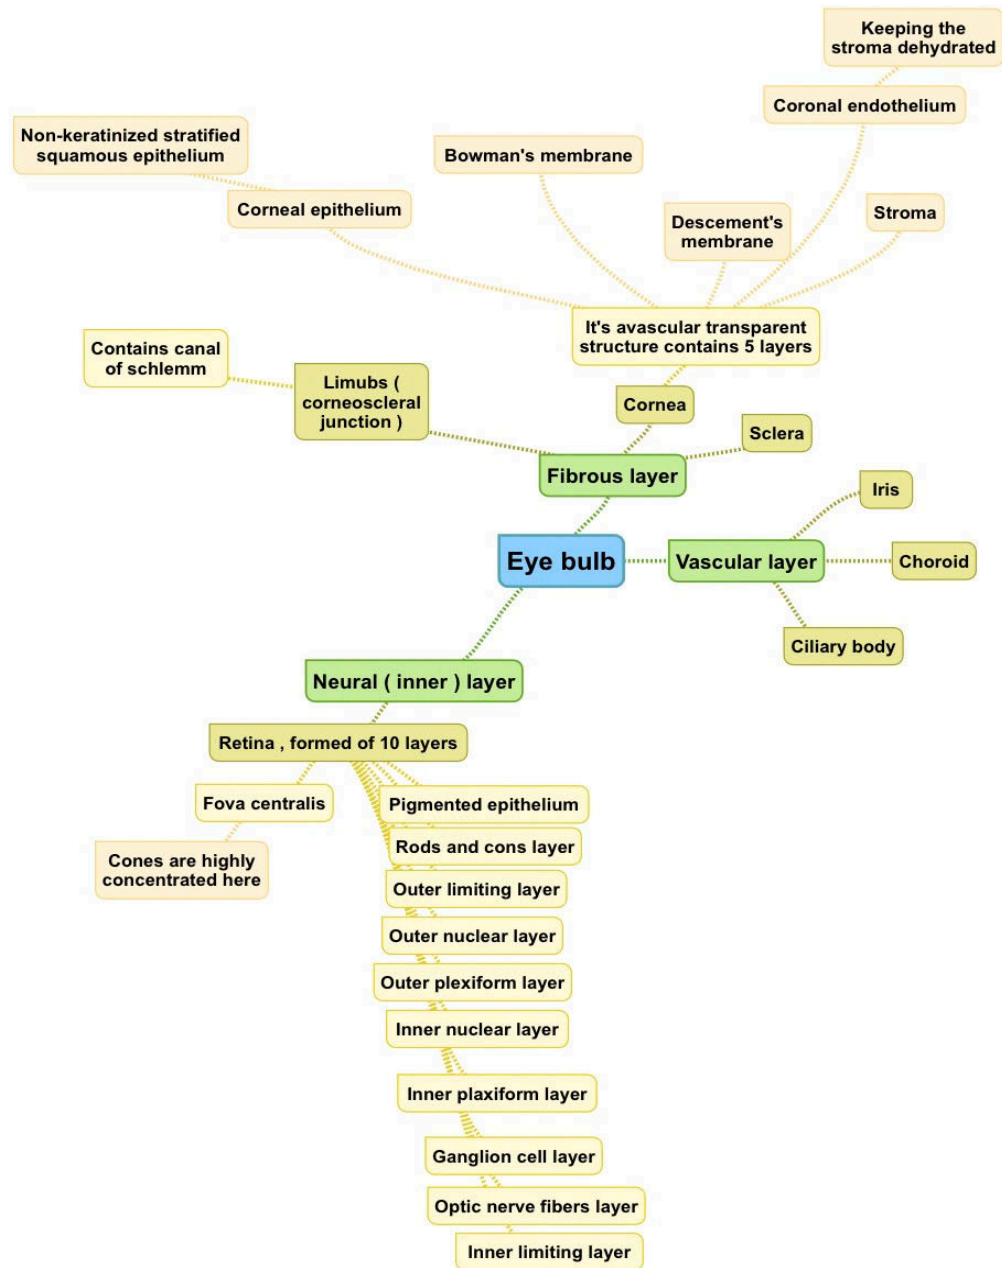 Keeping the
stroma dehydrated
Coronal endothelium
Non-keratinized stratified
squamous epithelium
Bowman's membrane
Corneal epithelium
Descement's
membrane
Stroma
It's avascular transparent
structure contains 5 layers
Contains canal
of schlemm
Limubs (
corneoscleral
junction )
Cornea
Sclera
Fibrous layer
Iris
Eye bulb
Vascular layer
Choroid
Ciliary body
Neural ( inner ) layer
Retina , formed of 10 layers
Fova centralis
Cones are highly
concentrated here
Pigmented epithelium
Rods and cons layer
Outer limiting layer
Outer nuclear layer
Outer plexiform layer
Inner nuclear layer
Inner plaxiform layer
Ganglion cell layer
Optic nerve fibers layer
Inner limiting layer